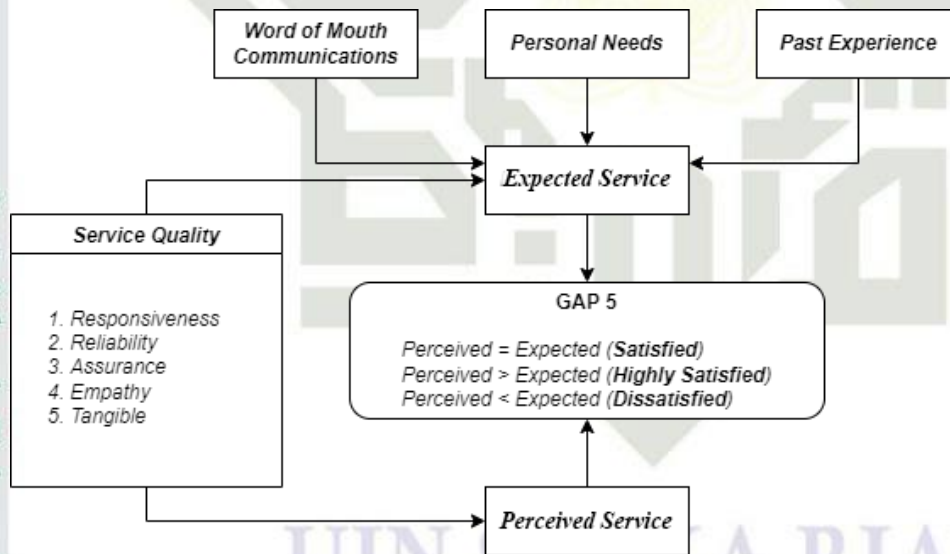 Word of Mouth
Communications
Personal Needs
Past Experience
Expected Service
Service Quality
1. Responsiveness
2. Reliability
3. Assurance
4. Empathy
5. Tangible
GAP 5
Perceived = Expected (Satisfied)
Perceived > Expected (Highly Satisfied)
Perceived < Expected (Dissatisfied)
Perceived Service